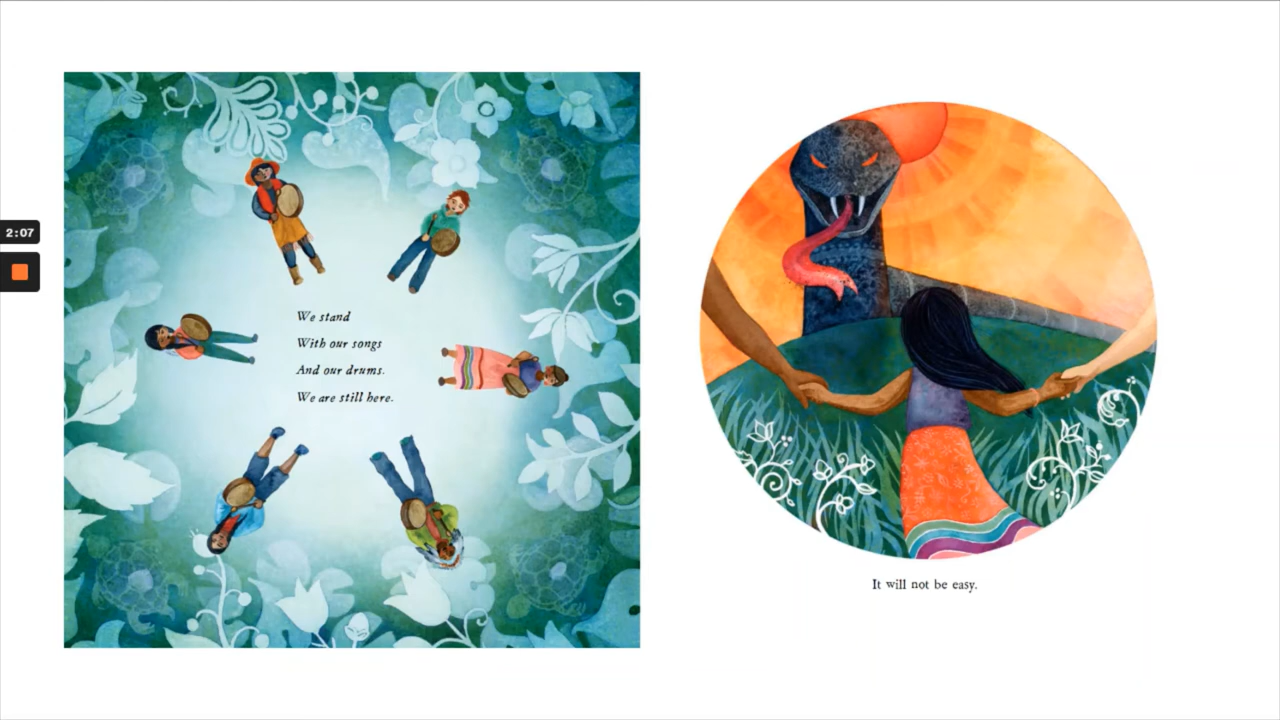 2:07
We stand
With our songs
And our drums.
We are still here.
It will not be easy.